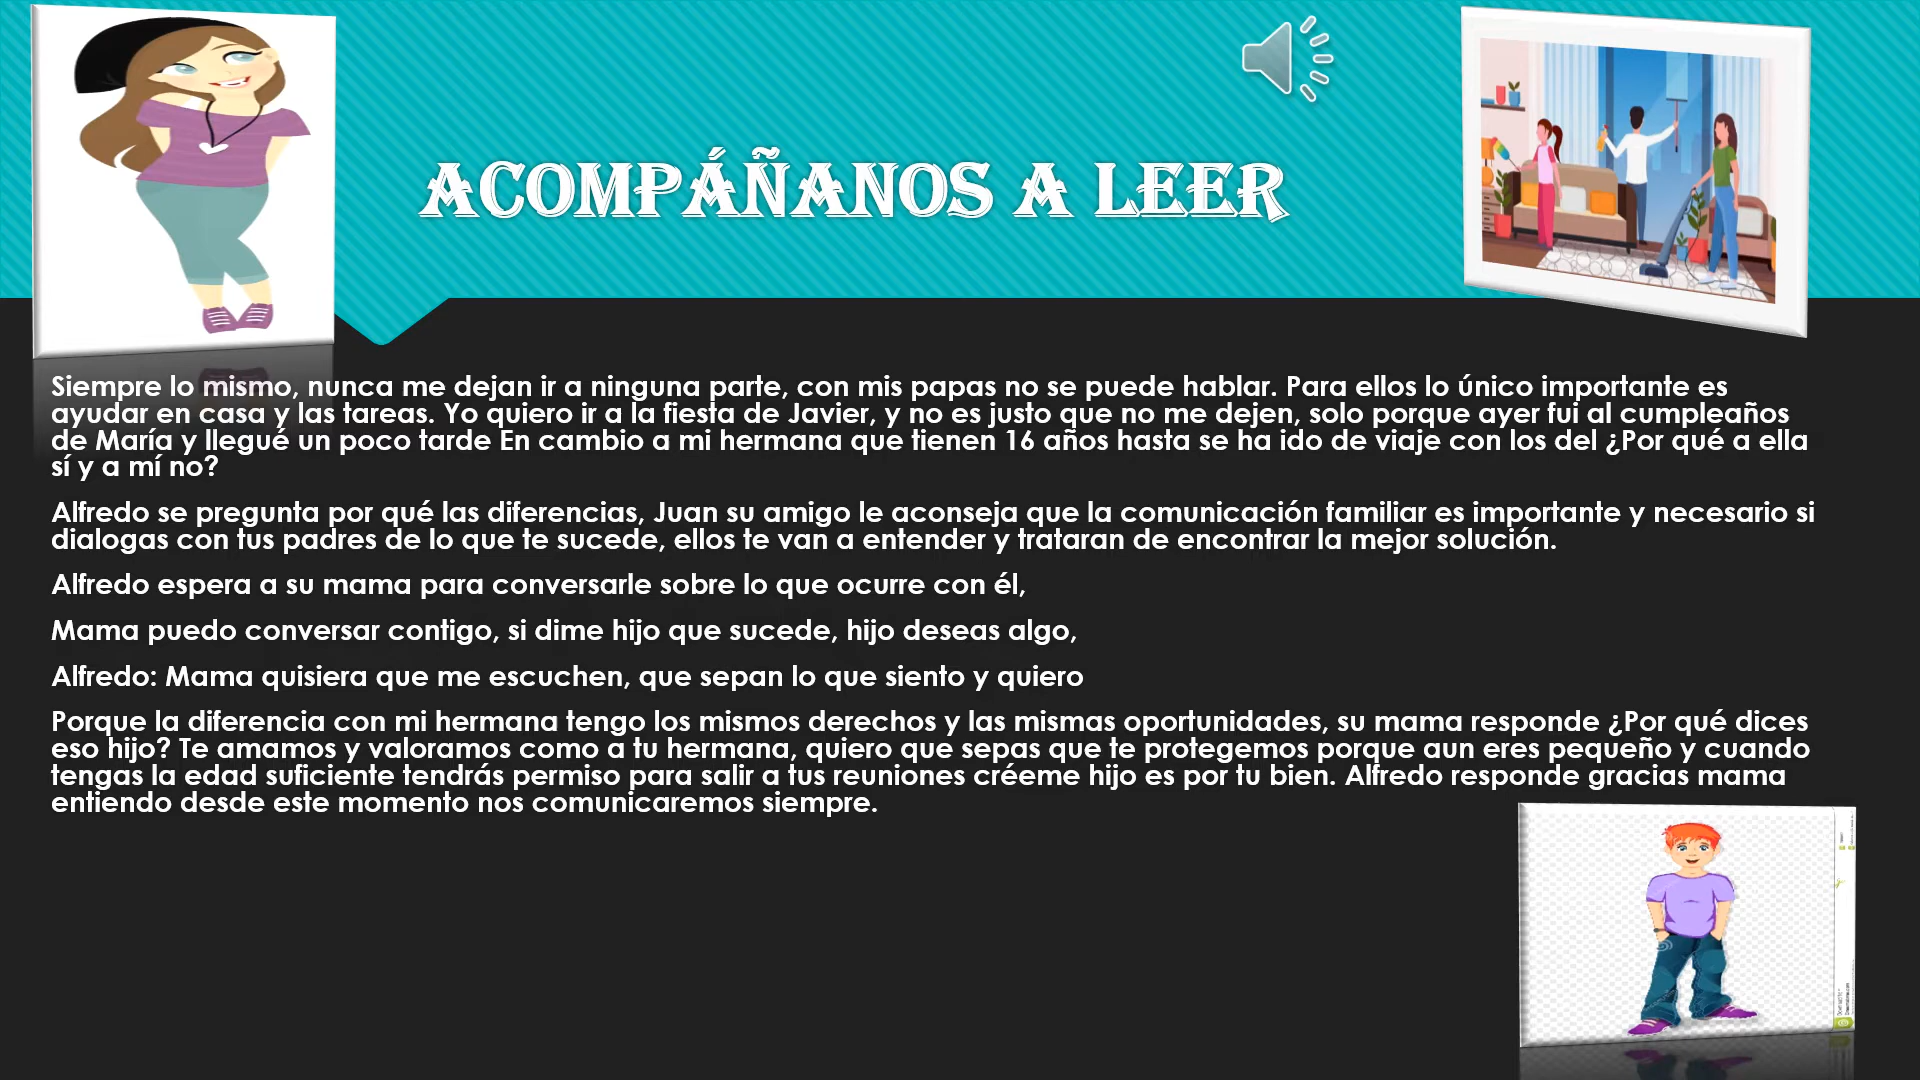 ACOMPÁÑANOS A LEER
Siempre lo mismo, nunca me dejan ir a ninguna parte, con mis papas no se puede hablar. Para ellos lo único importante es
ayudar en casa y las tareas. Yo quiero ir a la fiesta de Javier, y no es justo que no me dejen, solo porque ayer fui al cumpleaños
de María y llegué un poco tarde En cambio a mi hermana que tienen 16 años hasta se ha ido de viaje con los del ¿Por qué a ella
sí y a mí no?
Alfredo se pregunta por qué las diferencias, Juan su amigo le aconseja que la comunicación familiar es importante y necesario si
dialogas con tus padres de lo que te sucede, ellos te van a entender y trataran de encontrar la mejor solución.
Alfredo espera a su mama para conversarle sobre lo que ocurre con él,
Mama puedo conversar contigo, si dime hijo que sucede, hijo deseas algo,
Alfredo: Mama quisiera que me escuchen, que sepan lo que siento y quiero
Porque la diferencia con mi hermana tengo los mismos derechos y las mismas oportunidades, su mama responde ¿Por qué dices
eso hijo? Te amamos y valoramos como a tu hermana, quiero que sepas que te protegemos porque aun eres pequeño y cuando
tengas la edad suficiente tendrás permiso para salir a tus reuniones créeme hijo es por tu bien. Alfredo responde gracias mama
entiendo desde este momento nos comunicaremos siempre.